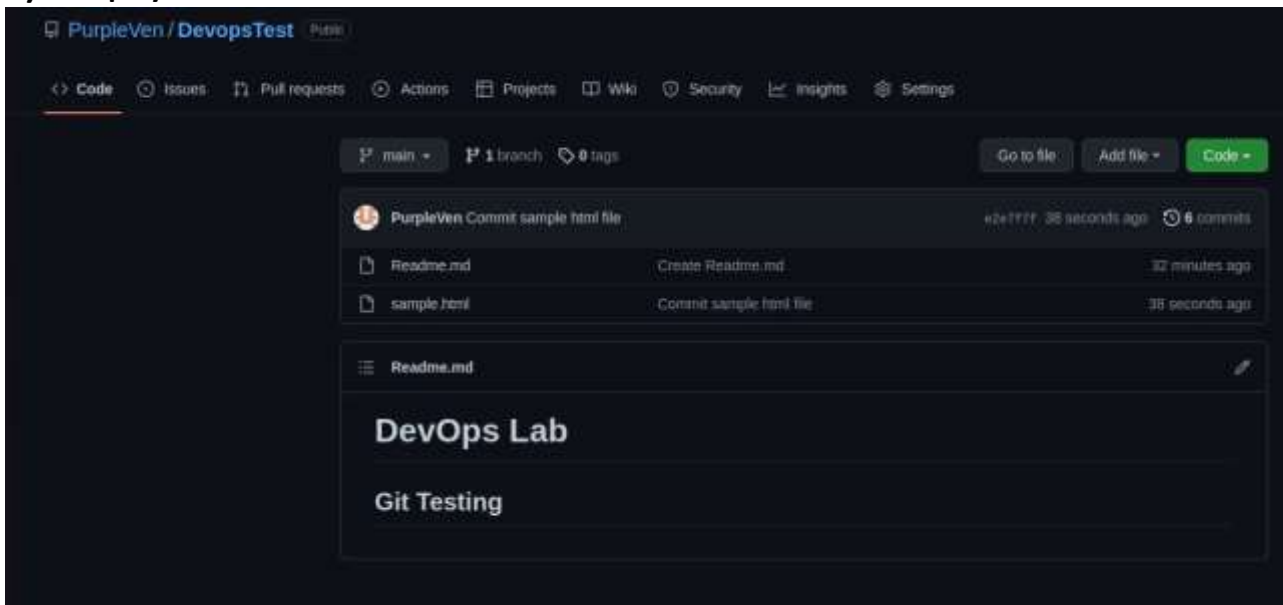 PurpleVen / DevopsTest Public
<> Code Issues Pull requests Actions Projects Wiki Security Insights Settings
main 1 branch 0 tags Go to file Add file Code
PurpleVen Commit sample html file 38 seconds ago 6 commits
Readme.md Create Readme.md 32 minutes ago
sample.html Commit sample html file 38 seconds ago
Readme.md
DevOps Lab
Git Testing